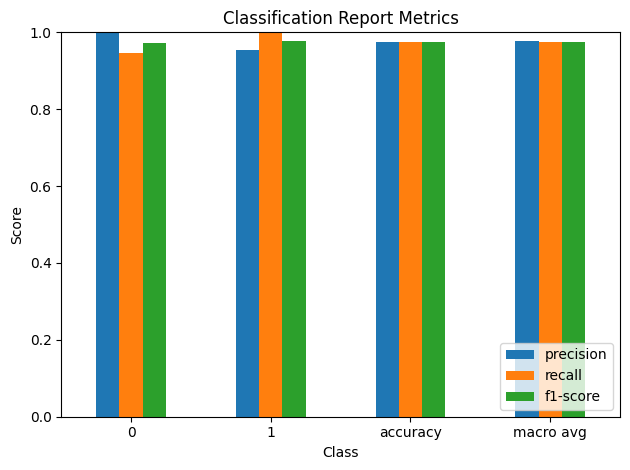 Classification Report Metrics
1.0
0.8
0.6
0.4
0.2
0.0
Score
precision
recall
f1-score
0 1 accuracy macro avg
Class